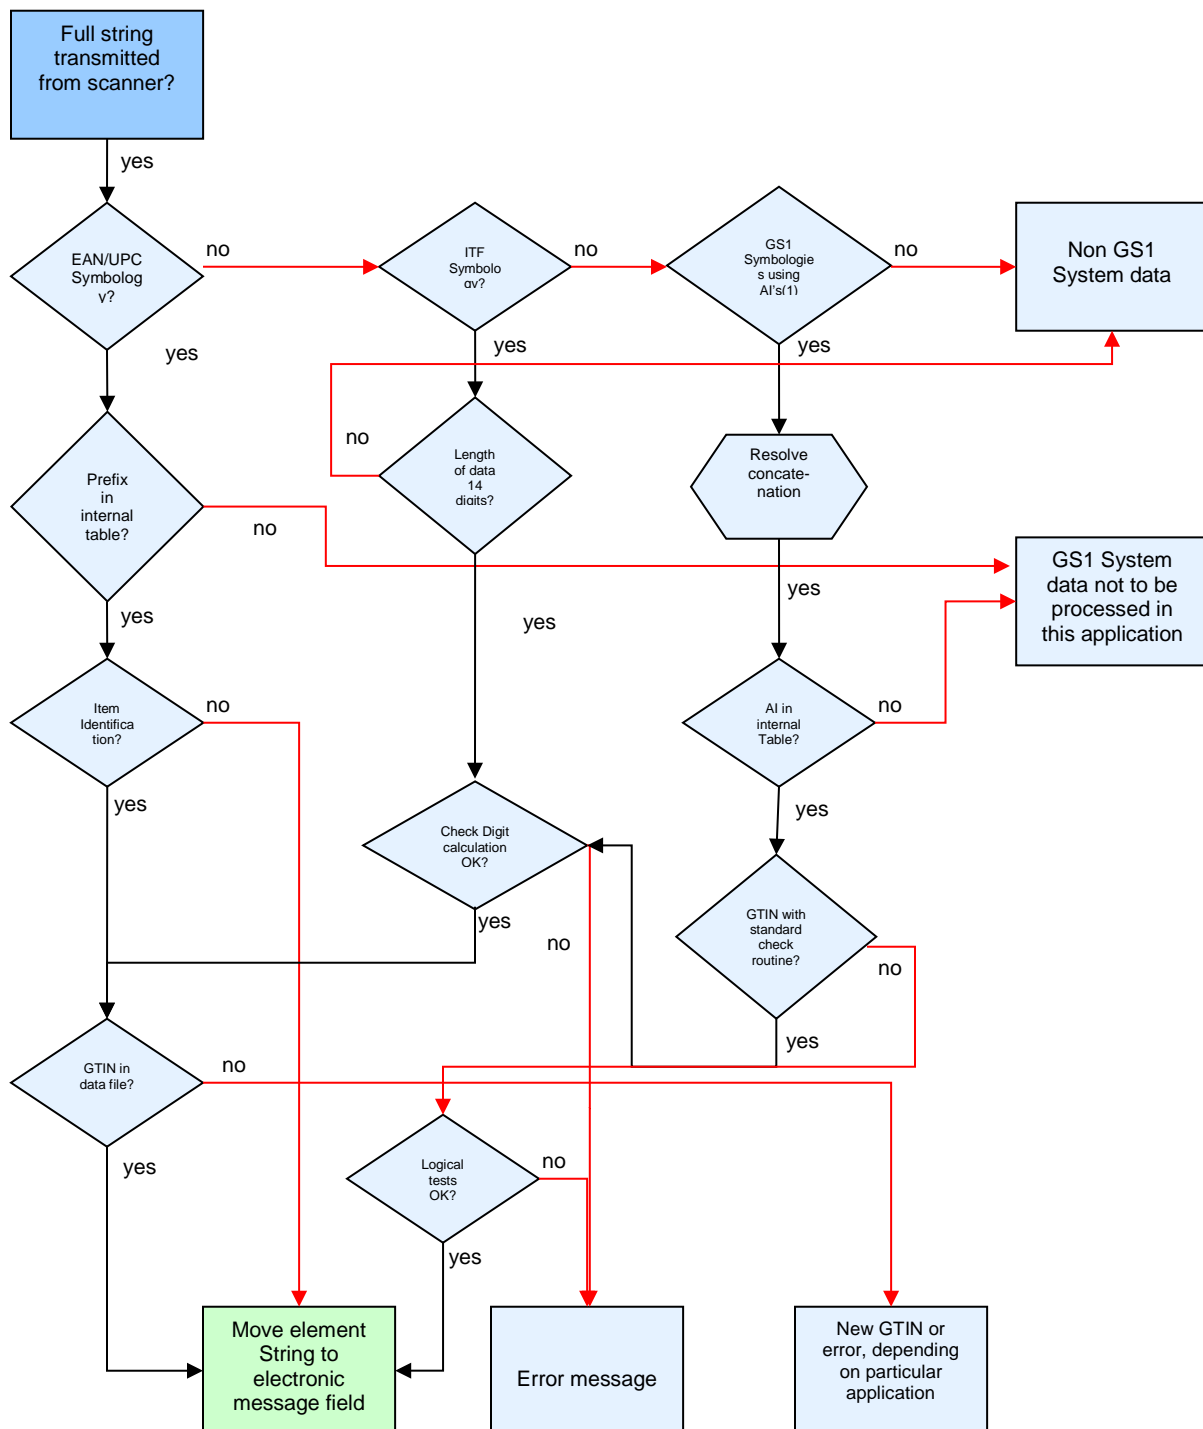 Full string
transmitted
from scanner?
yes
EAN/UPC
Symbolog
y?
no
ITF
Symbolo
gy?
no
GS1
Symbologie
s using
AI's(1)
no
Non GS1
System data
yes
yes
yes
Prefix
in
internal
table?
no
no
Length
of data
14
digits?
Resolve
concate-
nation
GS1 System
data not to be
processed in
this application
yes
yes
yes
Item
Identifica
tion?
no
AI in
internal
Table?
no
yes
yes
Check Digit
calculation
OK?
yes
no
GTIN with
standard
check
routine?
no
yes
GTIN in
data file?
no
yes
Logical
tests
OK?
no
yes
Move element
String to
electronic
message field
Error message
New GTIN or
error, depending
on particular
application